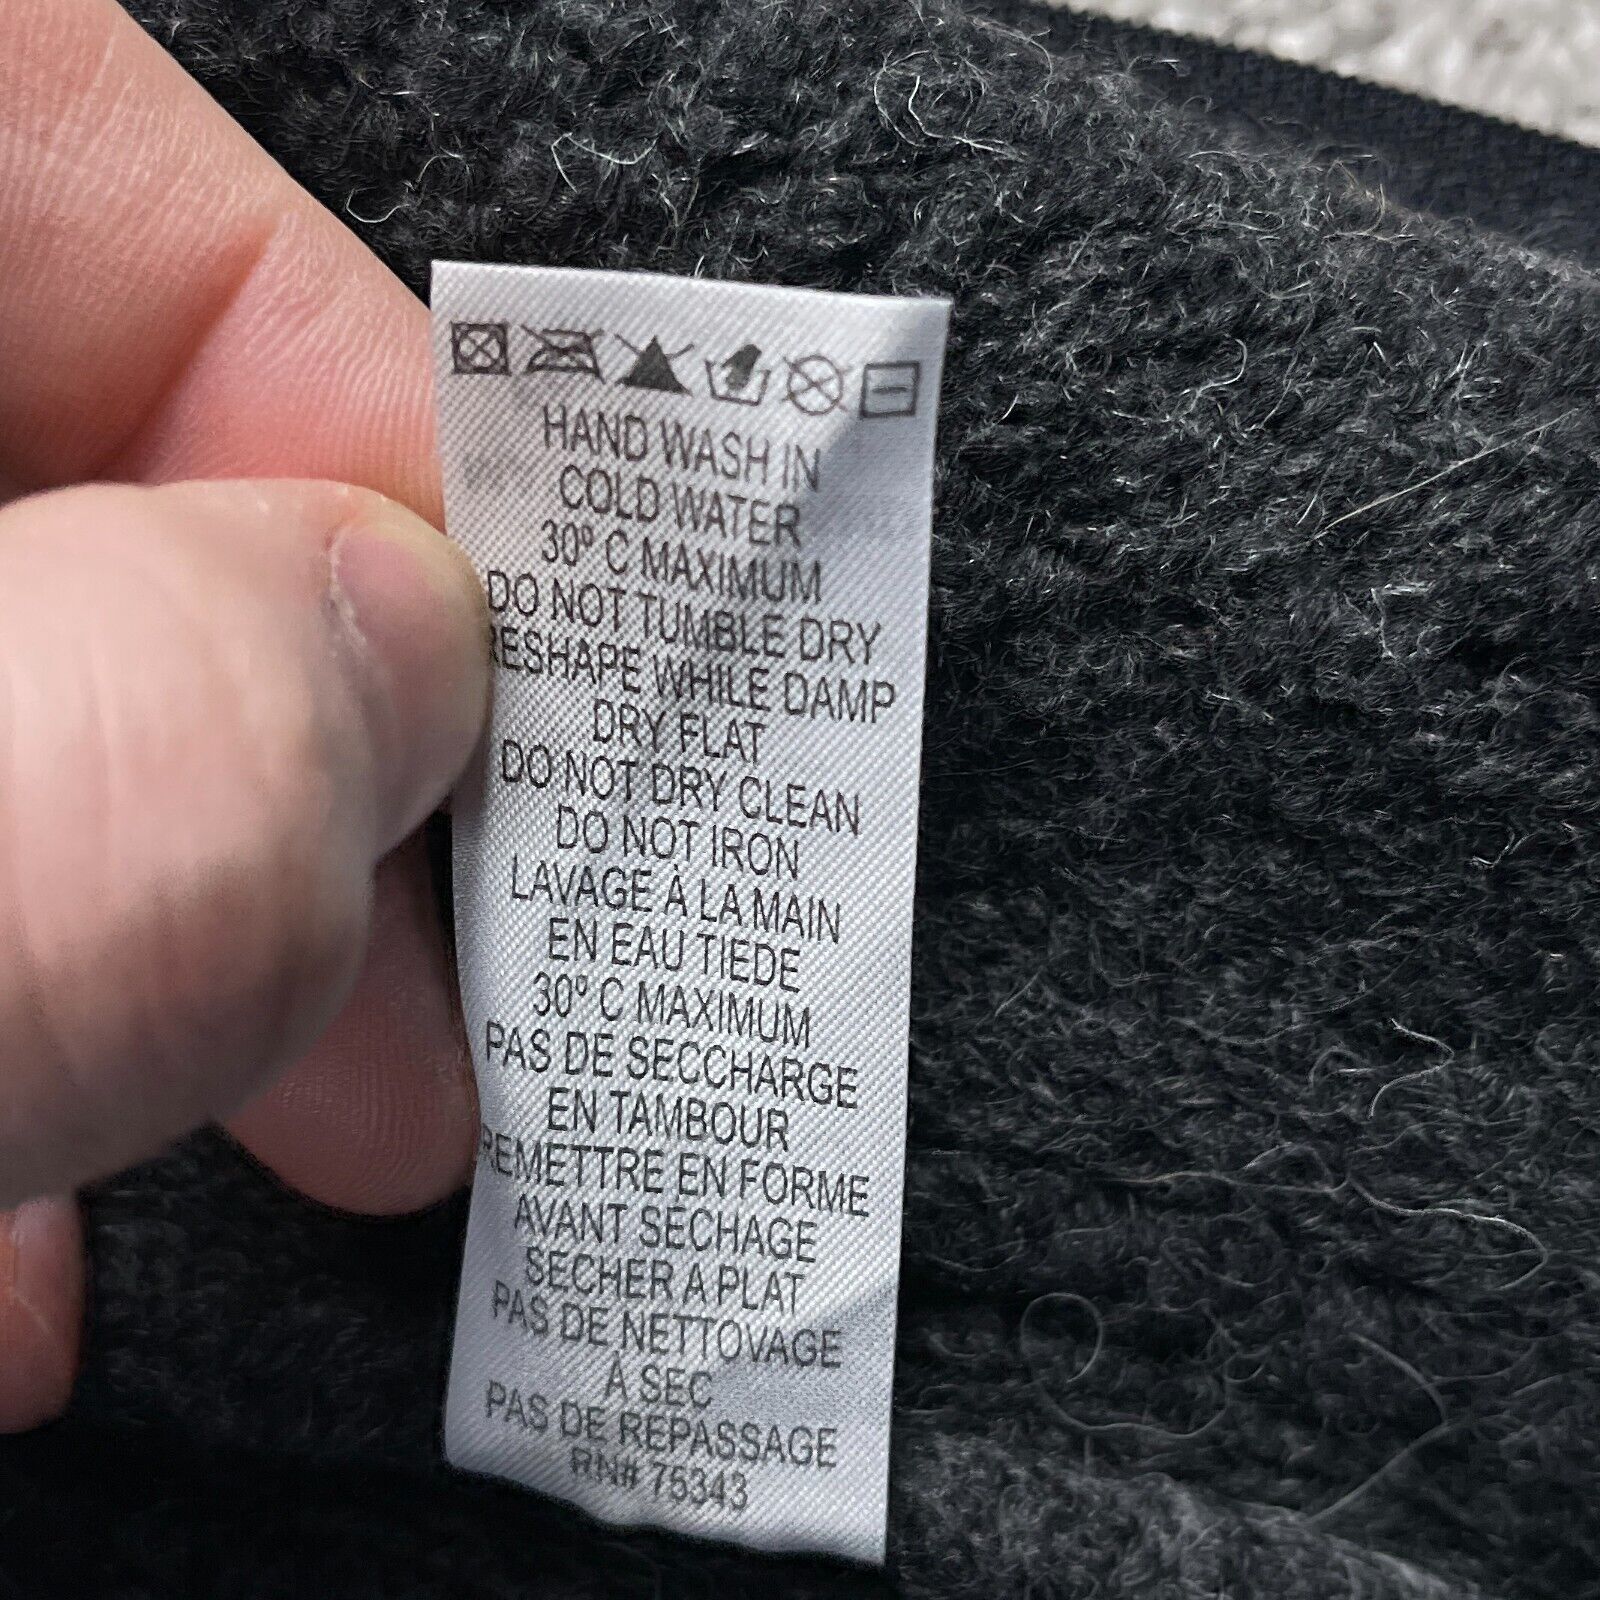 HAND WASH IN
COLD WATER
30º C MAXIMUM
DO NOT TUMBLE DRY
RESHAPE WHILE DAMP
DRY FLAT
DO NOT DRY CLEAN
DO NOT IRON
LAVAGE À LA MAIN
EN EAU TIEDE
30º C MAXIMUM
PAS DE SECCHARGE
EN TAMBOUR
REMETTRE EN FORME
AVANT SECHAGE
SECHER A PLAT
PAS DE NETTOVAGE
A SEC
PAS DE REPASSAGE
RN# 75343